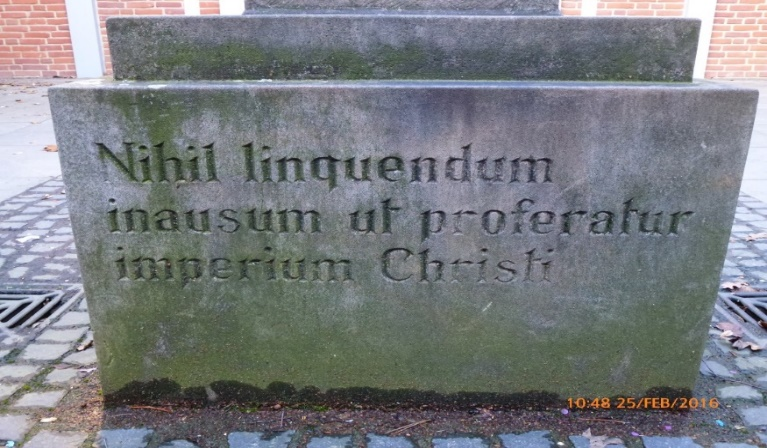 Nihil linquendum
inausum ut proferatur
imperium Christi
10:48 25/FEB/2016